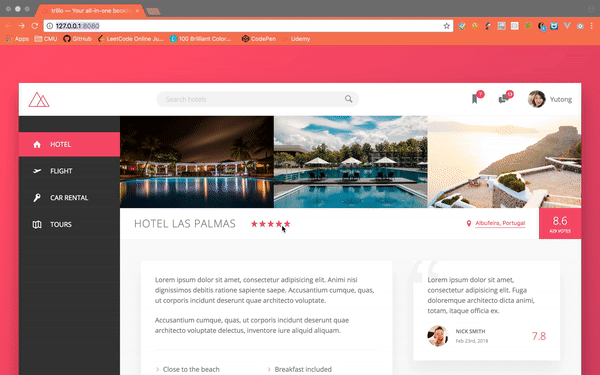 trillo — Your all-in-one booki
127.0.0.1:8080
Apps
CMU
GitHub
LeetCode Online Ju...
100 Brilliant Color...
CodePen
Udemy
Search hotels
7
13
Yutong
HOTEL
FLIGHT
CAR RENTAL
TOURS
HOTEL LAS PALMAS
Albufeira, Portugal
8.6
429 VOTES
Lorem ipsum dolor sit amet, consectetur adipisicing elit. Animi nisi
dignissimos debitis ratione sapiente saepe. Accusantium cumque, quas,
ut corporis incidunt deserunt quae architecto voluptate.
Accusantium cumque, quas, ut corporis incidunt deserunt quae
architecto voluptate delectus, inventore iure aliquid aliquam.
Close to the beach
Breakfast included
“
Lorem ipsum dolor sit amet,
consectetur adipisicing elit. Fuga
doloremque architecto dicta animi,
totam, itaque officia ex.
NICK SMITH
Feb 23rd, 2018
7.8